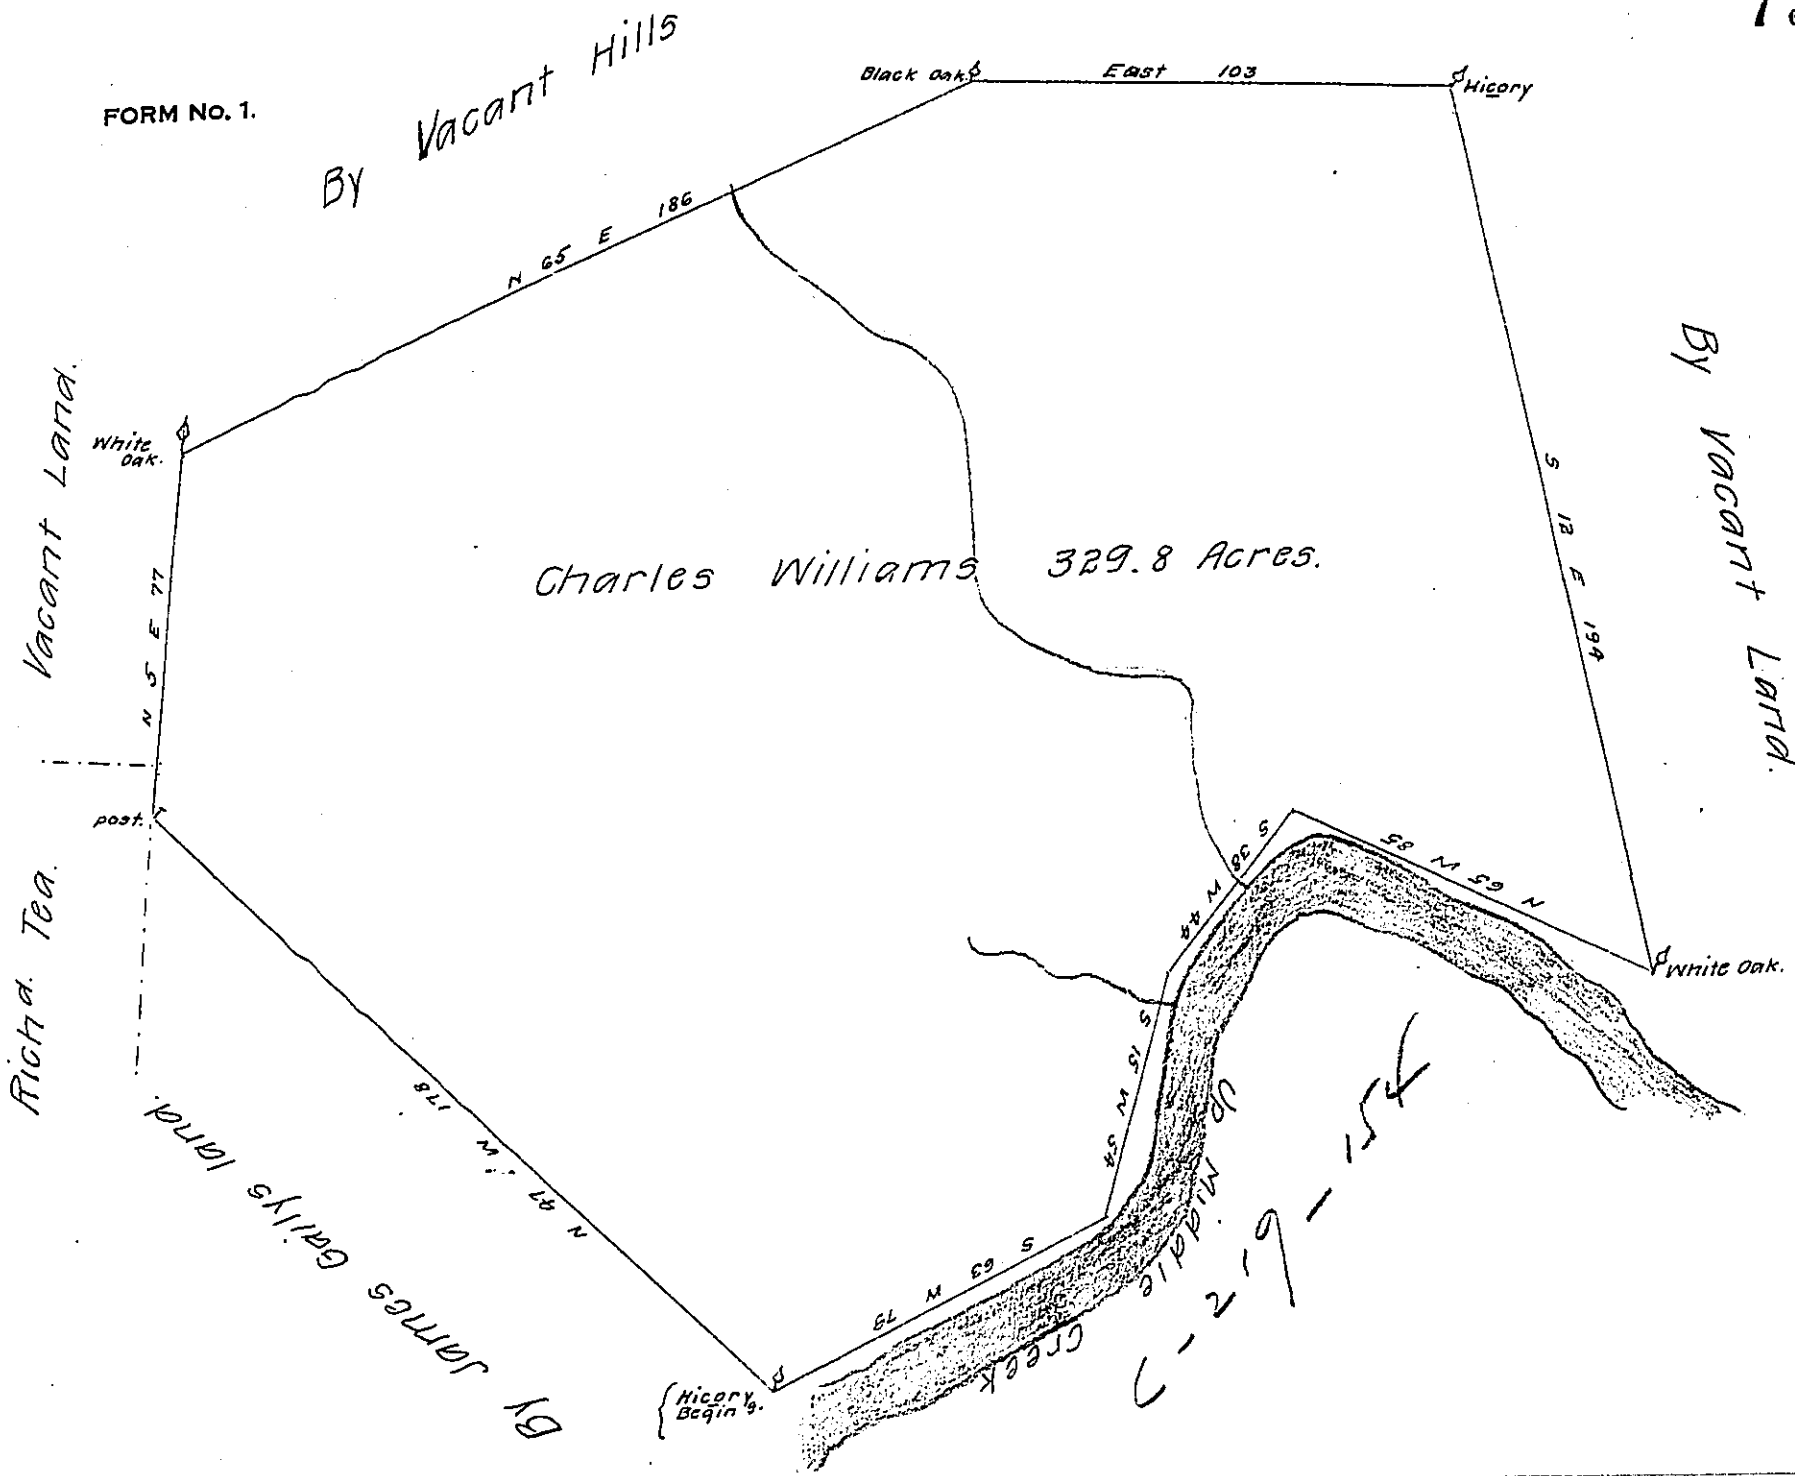 FORM No. 1.
By Vacant Hills
Black Oak.
East 103
Hicory
N 65 E 186
By Vacant Land.
S 12 E 194
White Oak.
Vacant Land.
N 5 E 77
Charles Williams 329.8 Acres.
post.
Richd. Tea.
N 65 W 85
S 38 W 44
White Oak.
S 15 W 54
S 63 W 73
N 47 W 178
By James Gailys land.
Up Middle Creek
C-219-154
{Hicory
Begin'g.